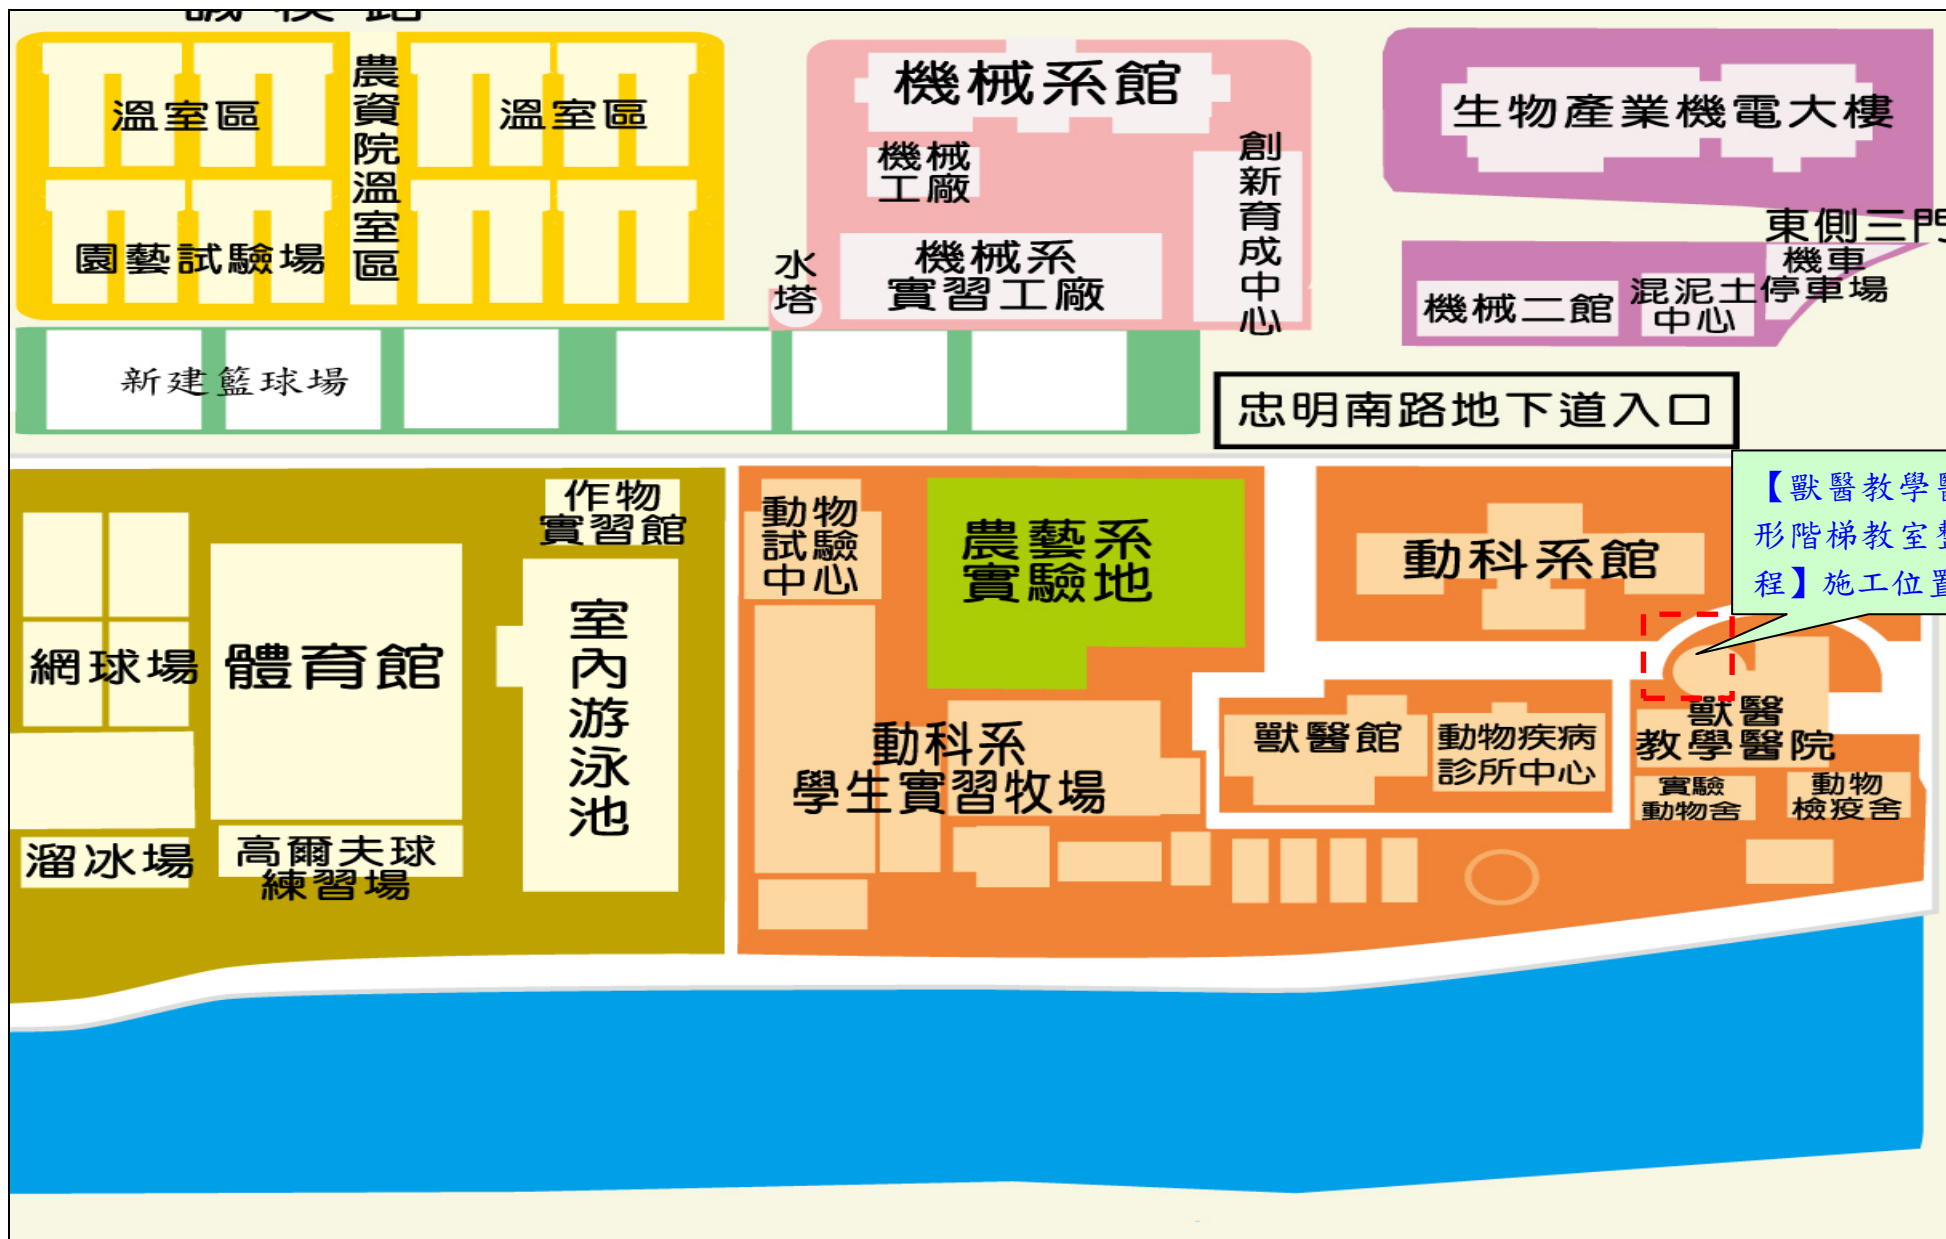 溫室區
農資院溫室區
溫室區
園藝試驗場
機械系館
機械
工廠
創新育成中心
水塔
機械系
實習工廠
生物產業機電大樓
東側三門
機車
停車場
機械二館
混泥土
中心
新建籃球場
忠明南路地下道入口
作物
實習館
網球場
體育館
室內游泳池
溜冰場
高爾夫球
練習場
動物
試驗
中心
農藝系
實驗地
動科系館
【獸醫教學
形階梯教室
程】施工位置
動科系
學生實習牧場
獸醫館
動物疾病
診所中心
獸醫
教學醫院
實驗
動物舍
動物
檢疫舍